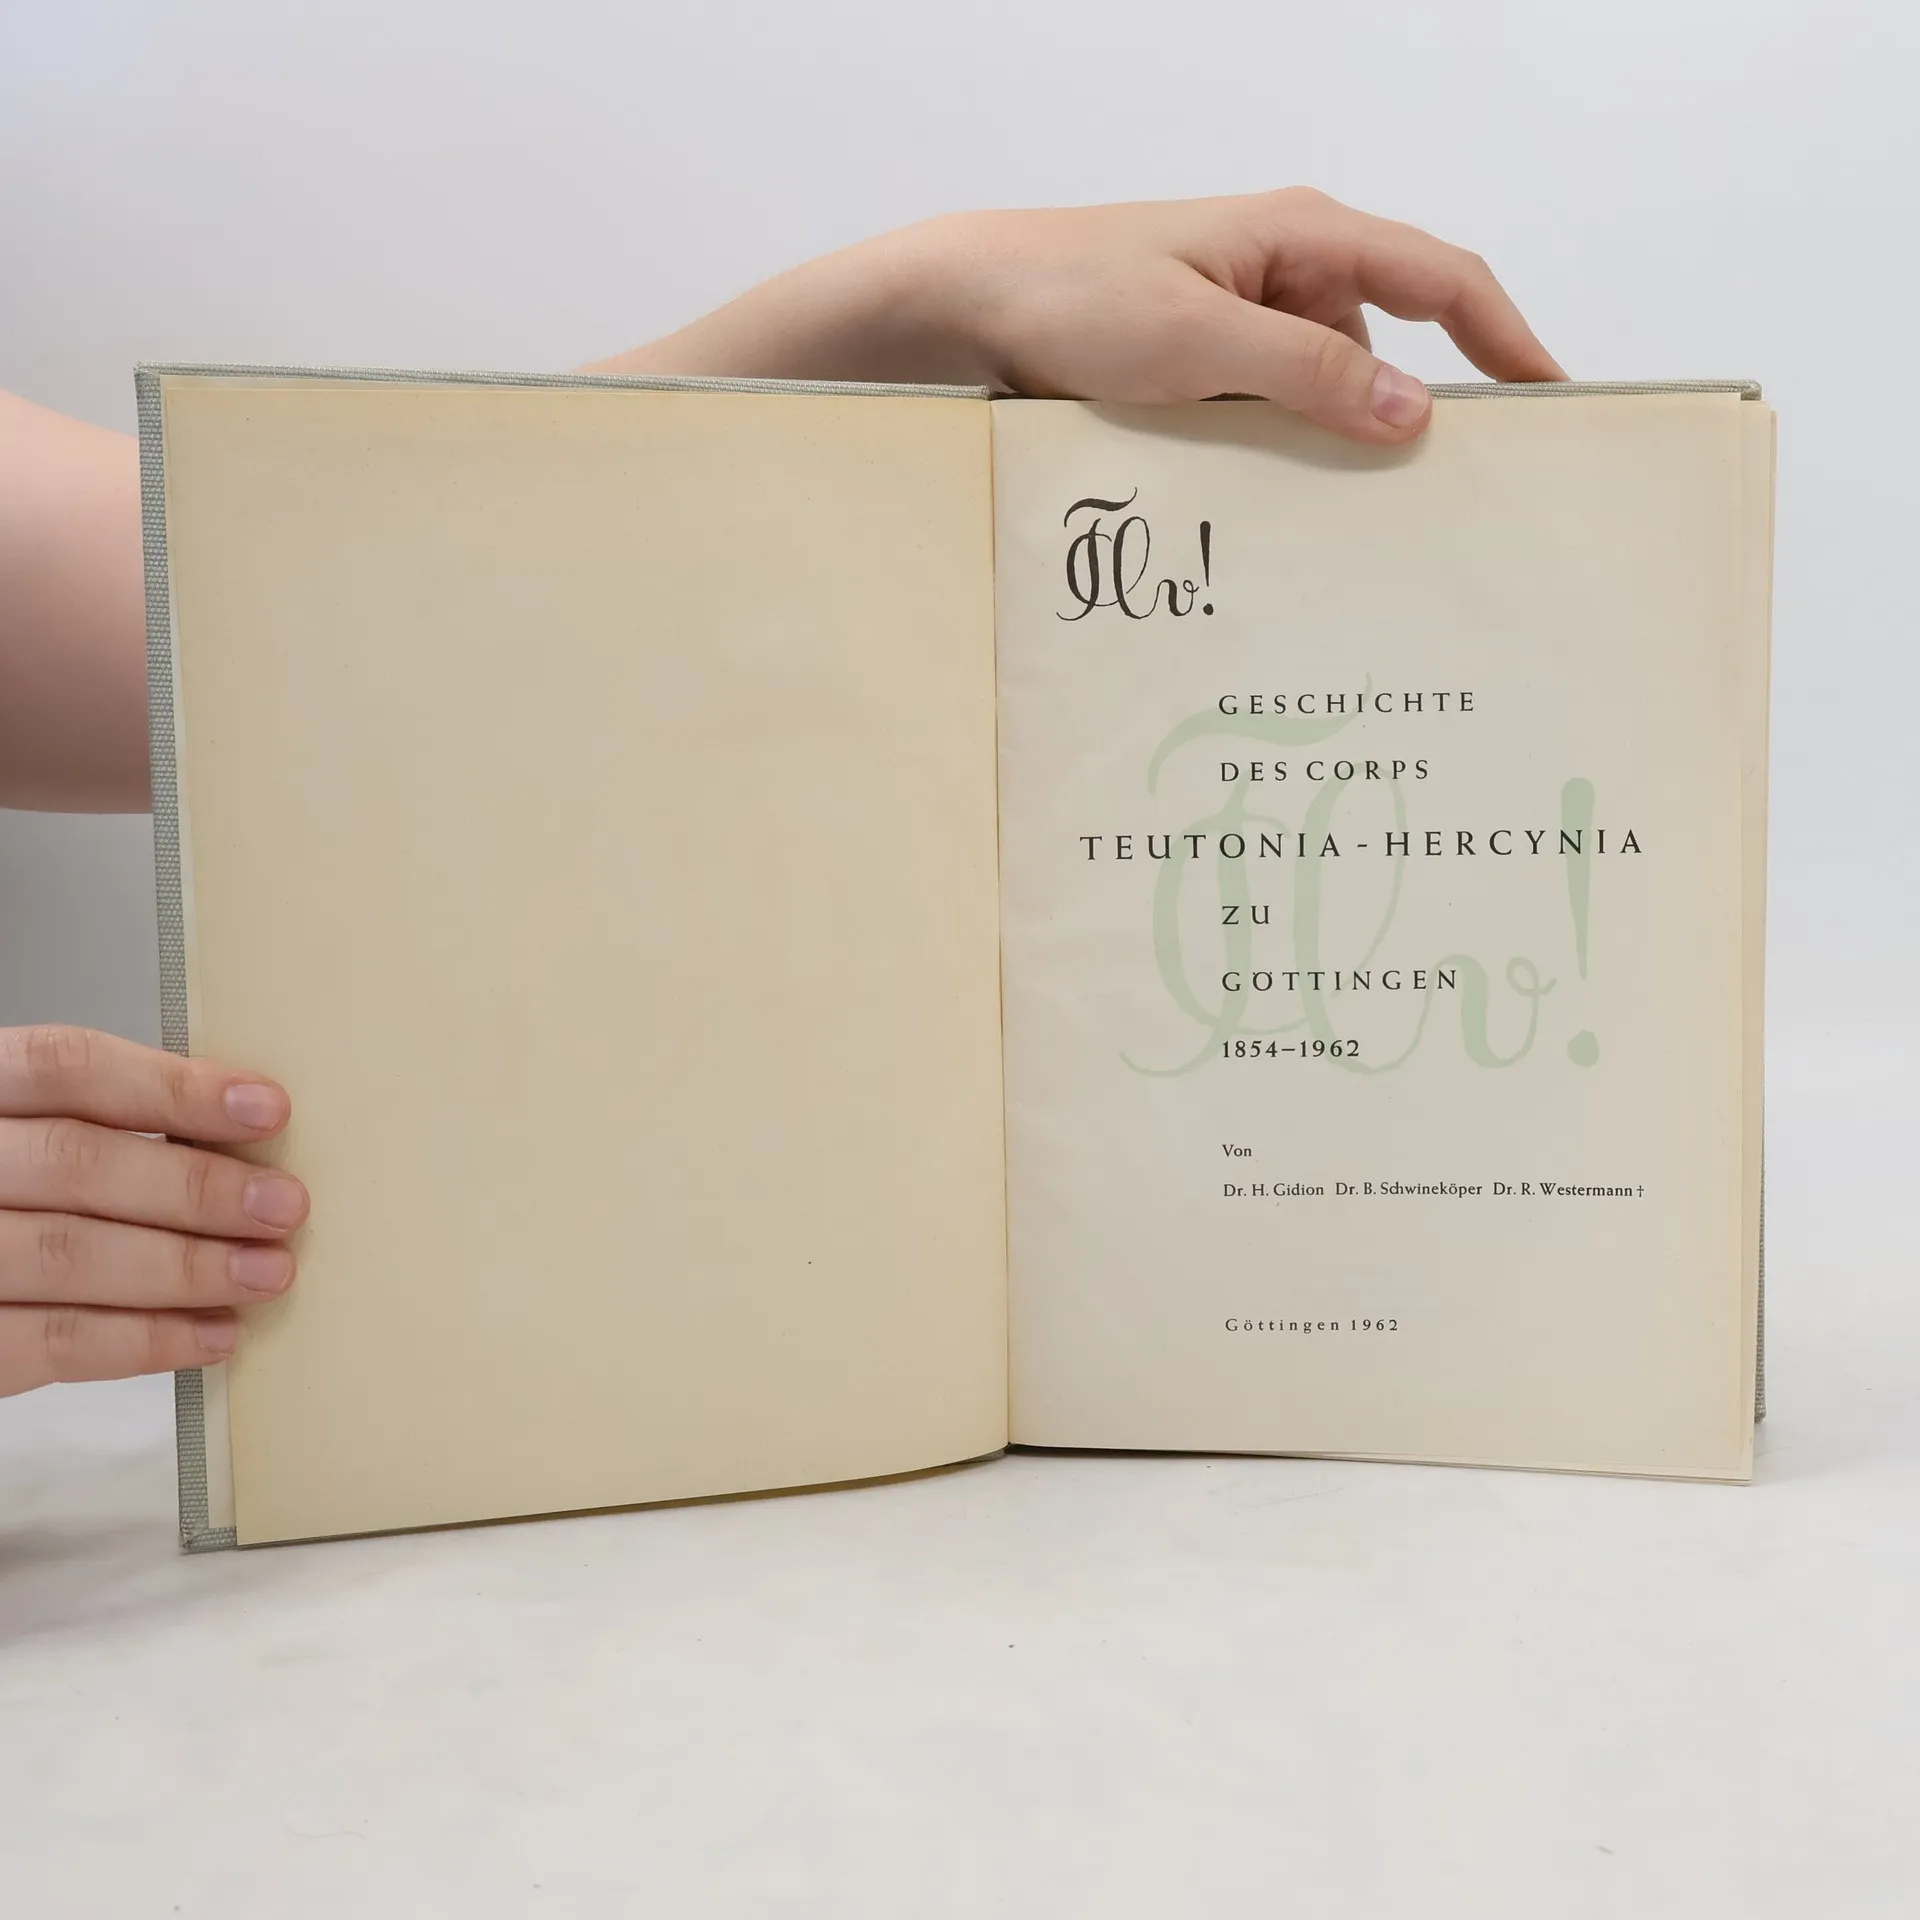 GESCHICHTE
DES CORPS
TEUTONIA-HERCYNIA
ZU
GÖTTINGEN
1854–1962
Von
Dr. H. Gidion Dr. B. Schwineköper Dr. R. Westermann †
Göttingen 1962